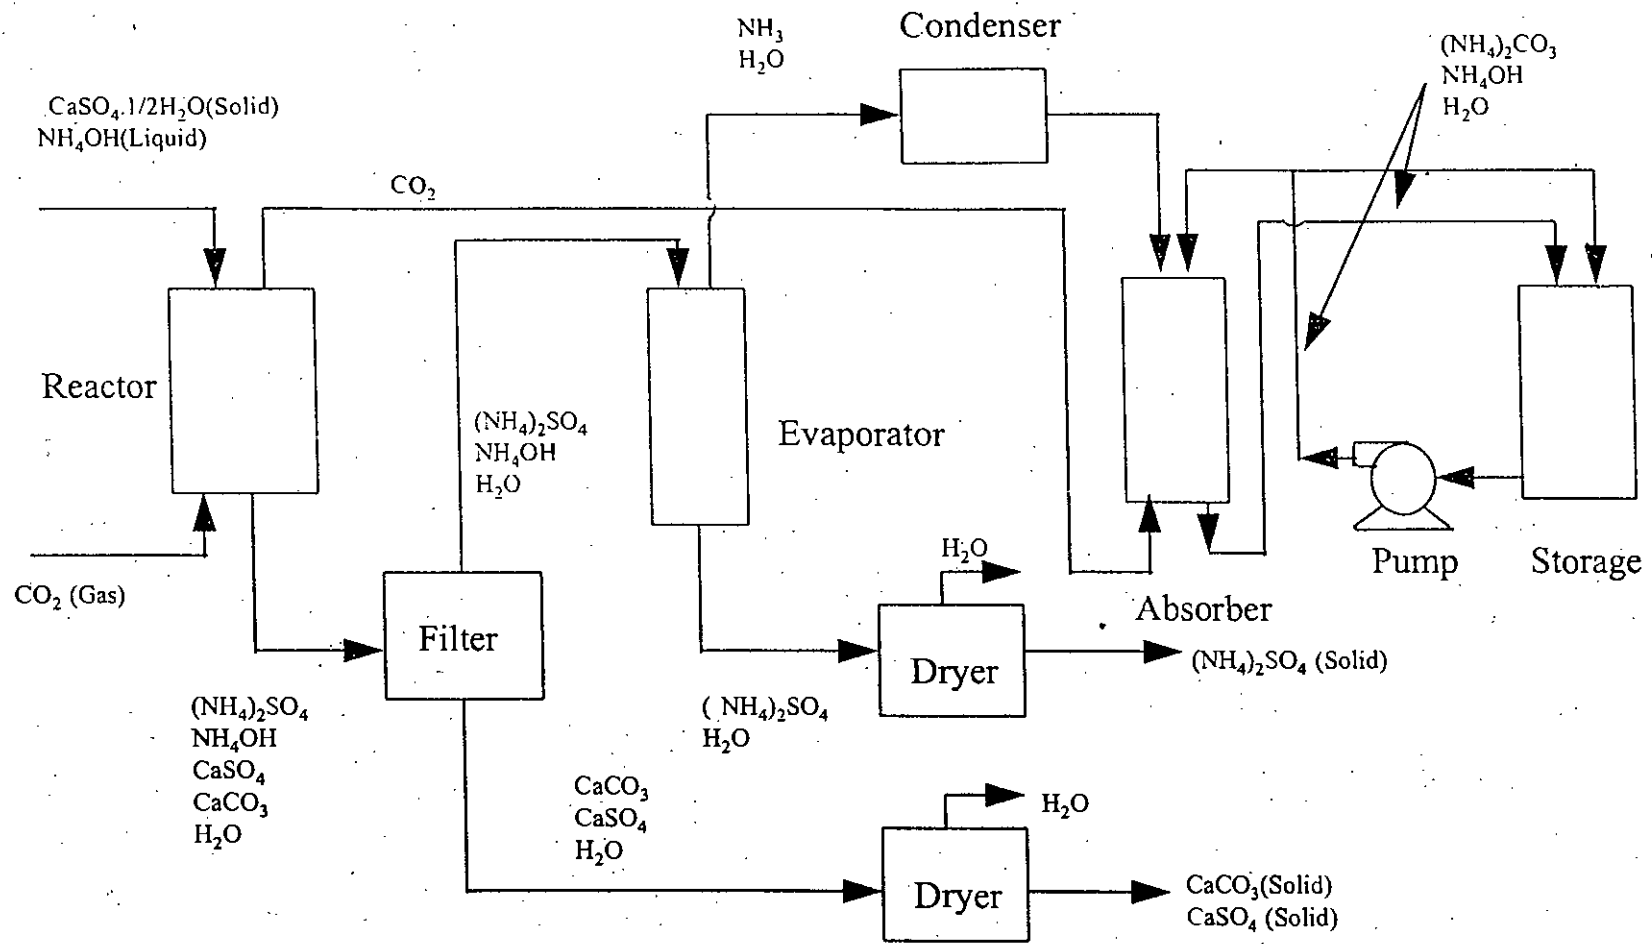 NH₃
H₂O
Condenser
(NH₄)₂CO₃
NH₄OH
H₂O
CaSO₄.1/2H₂O(Solid)
NH₄OH(Liquid)
CO₂
Reactor
(NH₄)₂SO₄
NH₄OH
H₂O
Evaporator
CO₂ (Gas)
Filter
H₂O
Dryer
(NH₄)₂SO₄ (Solid)
Absorber
Pump
Storage
(NH₄)₂SO₄
NH₄OH
CaSO₄
CaCO₃
H₂O
( NH₄)₂SO₄
H₂O
CaCO₃
CaSO₄
H₂O
H₂O
Dryer
CaCO₃(Solid)
CaSO₄ (Solid)